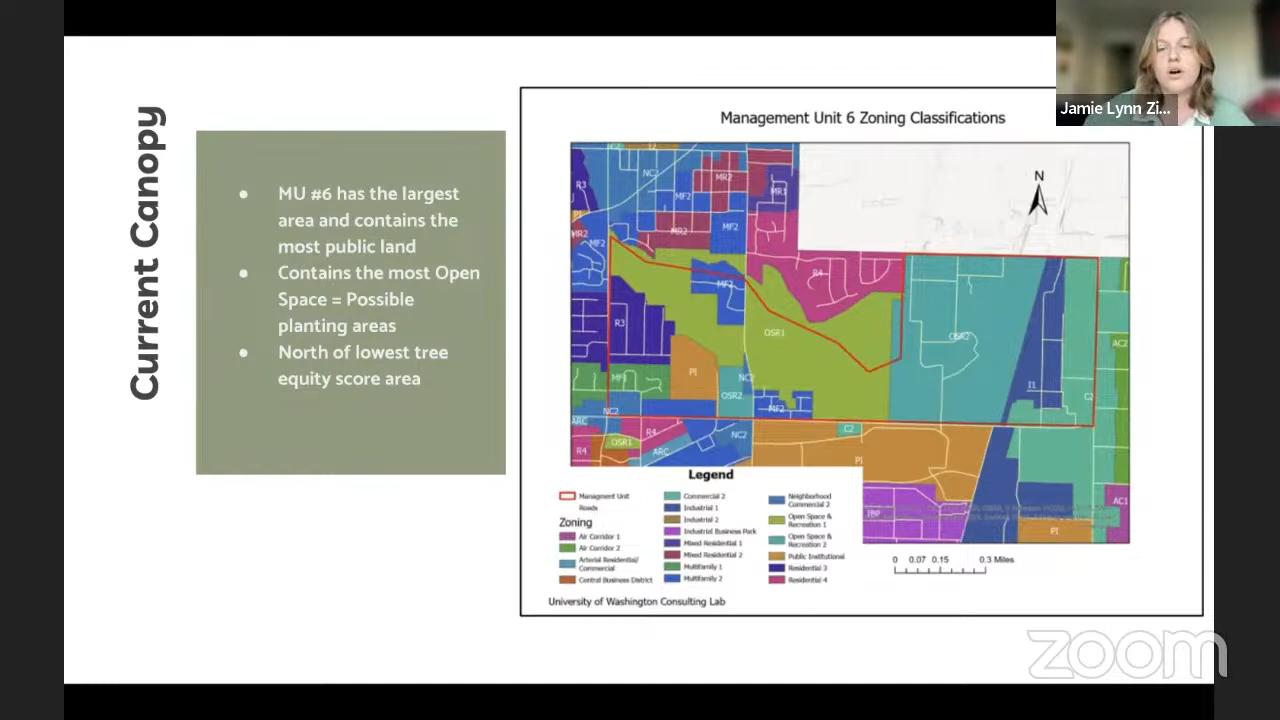 Jamie Lynn Zi...
Current Canopy
● MU #6 has the largest
area and contains the
most public land
● Contains the most Open
Space = Possible
planting areas
● North of lowest tree
equity score area
Management Unit 6 Zoning Classifications
N
R3
NC2
MR2
MR1
MF2
MR2
MF2
MR2
MF2
R4
MF2
OSR1
R3
OSR2
AC2
PI
MF1
NC2
I1
OSR2
C2
MF2
NC2
ARC
R4
OSR1
NC2
C2
R4
ARC
PI
IBP
AC1
PI
Legend
Managment Unit
Roads
Zoning
Air Corridor 1
Air Corridor 2
Arterial Residential/
Commercial
Central Business District
Commercial 2
Industrial 1
Industrial 2
Industrial Business Park
Mixed Residential 1
Mixed Residential 2
Multifamily 1
Multifamily 2
Neighborhood
Commercial 2
Open Space &
Recreation 1
Open Space &
Recreation 2
Public Institutional
Residential 3
Residential 4
0 0.07 0.15 0.3 Miles
University of Washington Consulting Lab
zoom